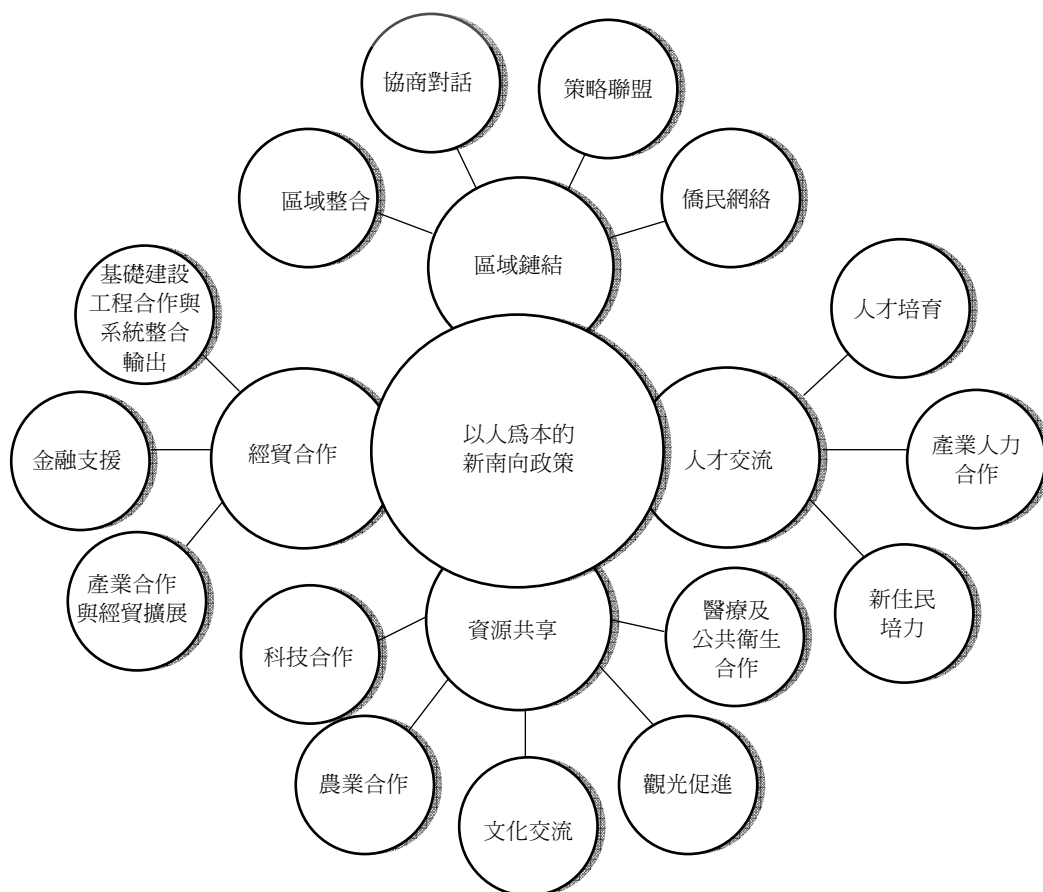 協商對話
策略聯盟
區域整合
僑民網絡
區域鏈結
基礎建設
工程合作與
系統整合
輸出
人才培育
金融支援
經貿合作
以人爲本的
新南向政策
人才交流
產業人力
合作
產業合作
與經貿擴展
新住民
培力
科技合作
資源共享
醫療及
公共衛生
合作
農業合作
文化交流
觀光促進